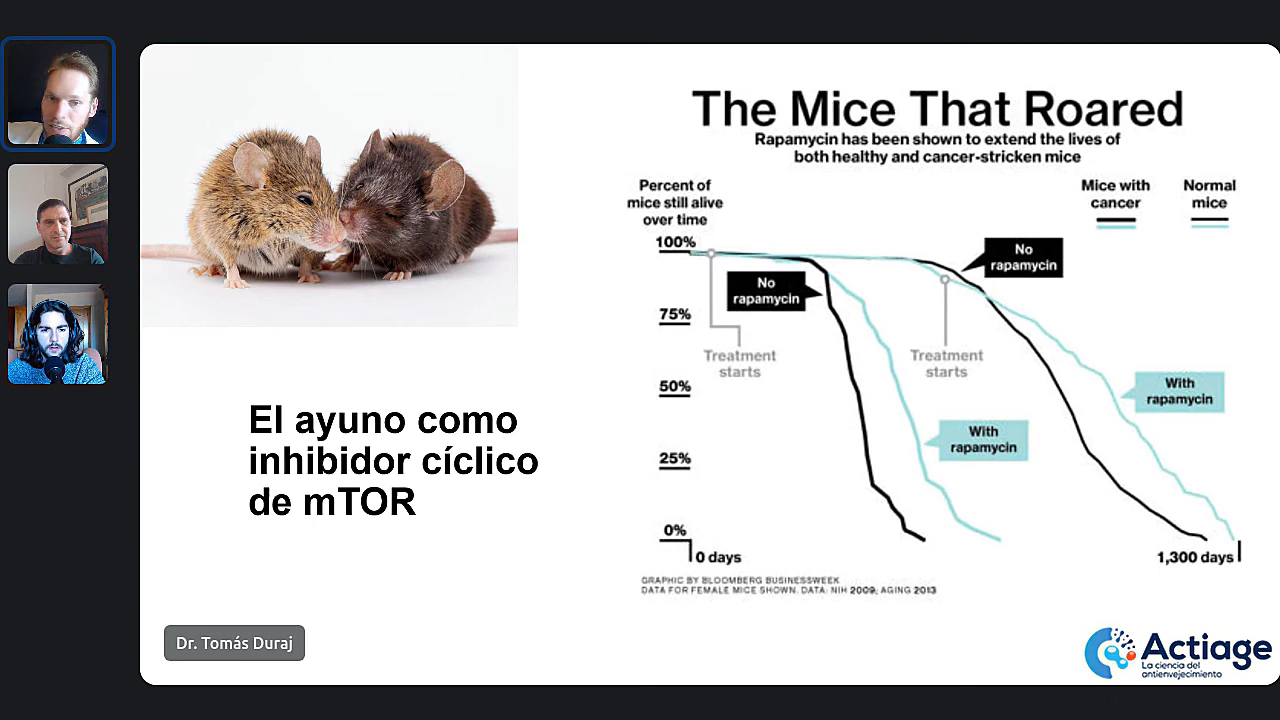 The Mice That Roared
Rapamycin has been shown to extend the lives of
both healthy and cancer-stricken mice
Percent of
mice still alive
over time
Mice with
cancer
Normal
mice
100%
75%
50%
25%
0%
No
rapamycin
No
rapamycin
Treatment
starts
Treatment
starts
With
rapamycin
With
rapamycin
0 days
1,300 days
GRAPHIC BY BLOOMBERG BUSINESSWEEK
DATA FOR FEMALE MICE SHOWN. DATA: NIH 2009; AGING 2013
El ayuno como
inhibidor cíclico
de mTOR
Dr. Tomás Duraj
Actiage
La ciencia del
antienvejecimiento